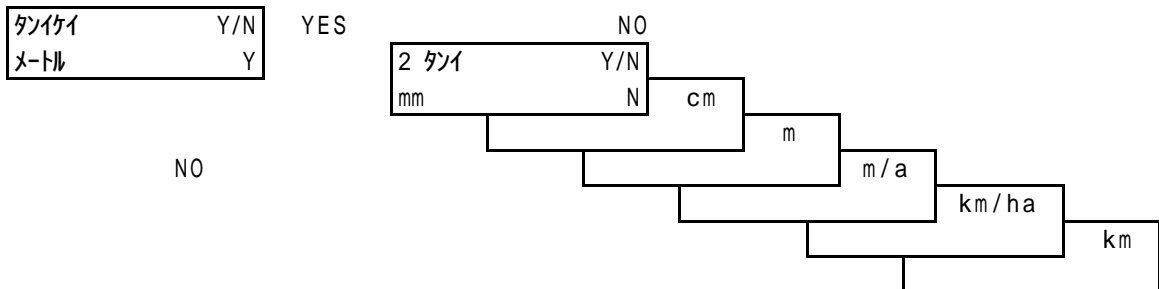 ﾀﾝｲｹｲ Y/N YES NO
ﾒｰﾄﾙ Y
2 ﾀﾝｲ Y/N
mm N cm
m
NO
m/a
km/ha
km